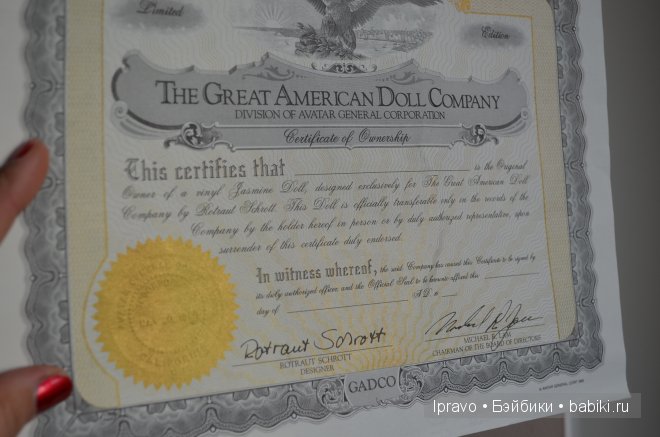 Limited
Edition
THE GREAT AMERICAN DOLL COMPANY
DIVISION OF AVATAR GENERAL CORPORATION
Certificate of Ownership
This certifies that is the Original
Owner of a vinyl Jasmine Doll, designed exclusively for The Great American Doll
Company by Rotraut Schrott. This Doll is officially transferable only in the records of the
Company by the holder hereof in person or by duly authorized representative, upon
surrender of this certificate duly endorsed.
In witness whereof, the said Company has caused this Certificate to be signed by
its duly authorized officer, and the Official Seal to be hereunto affixed the
day of A.D.
Rotraut Schrott
ROTRAUT SCHROTT
DESIGNER
MICHAEL R.
CHAIRMAN OF THE BOARD OF DIRECTORS
GADCO
Ipravo • Бэйбики • babiki.ru